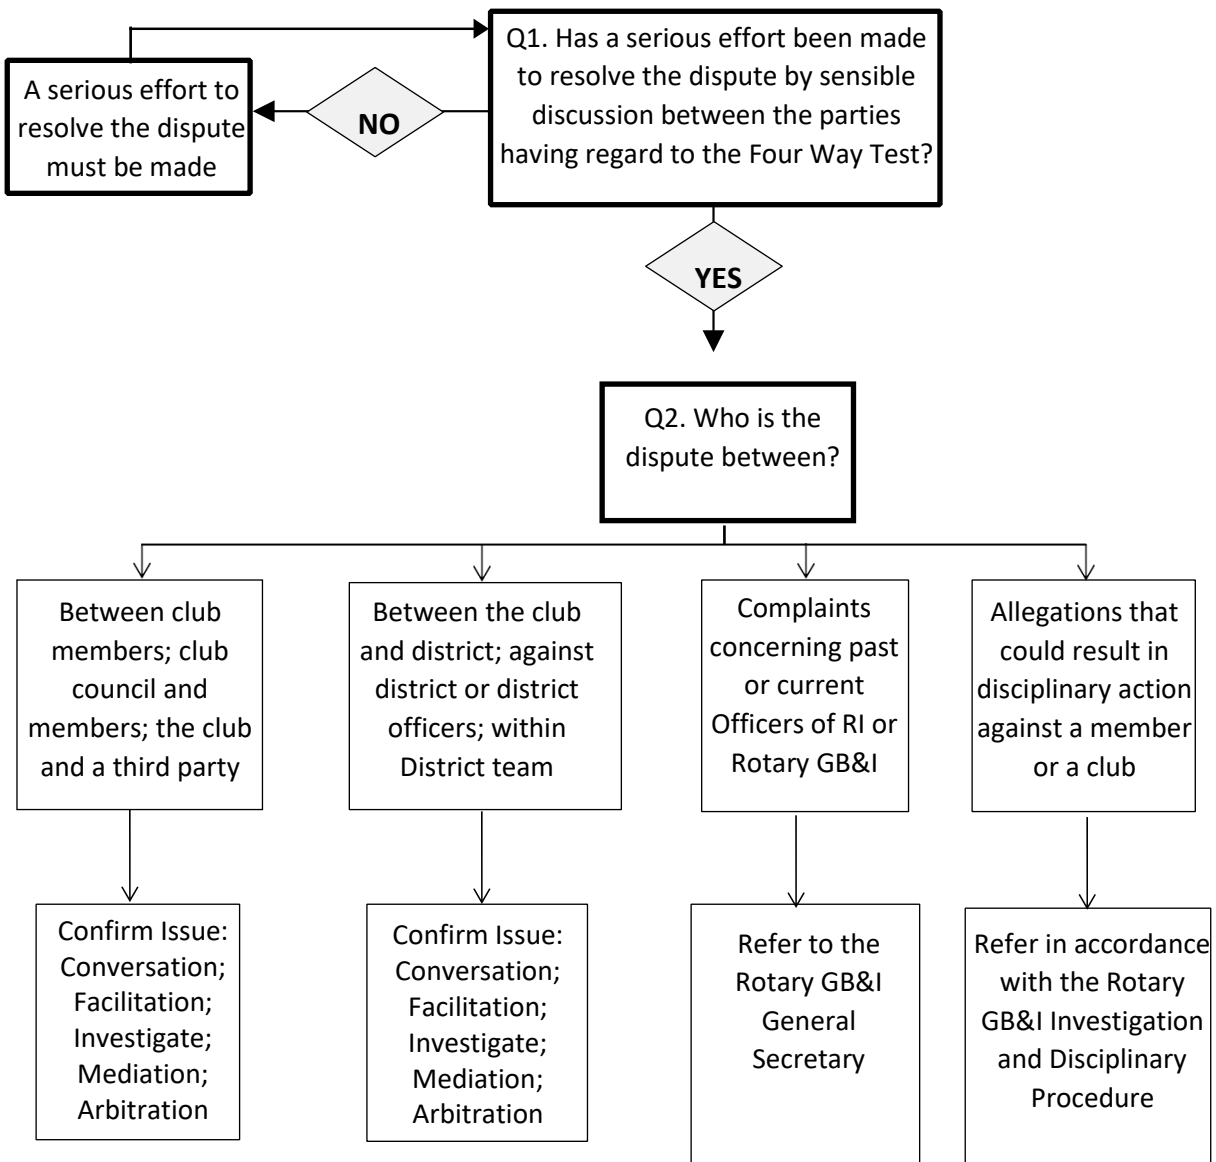 Q1. Has a serious effort been made
to resolve the dispute by sensible
discussion between the parties
having regard to the Four Way Test?
NO
A serious effort to
resolve the dispute
must be made
YES
Q2. Who is the
dispute between?
Between club
members; club
council and
members; the club
and a third party
Between the club
and district; against
district or district
officers; within
District team
Complaints
concerning past
or current
Officers of RI or
Rotary GB&I
Allegations that
could result in
disciplinary action
against a member
or a club
Confirm Issue:
Conversation;
Facilitation;
Investigate;
Mediation;
Arbitration
Confirm Issue:
Conversation;
Facilitation;
Investigate;
Mediation;
Arbitration
Refer to the
Rotary GB&I
General
Secretary
Refer in accordance
with the Rotary
GB&I Investigation
and Disciplinary
Procedure